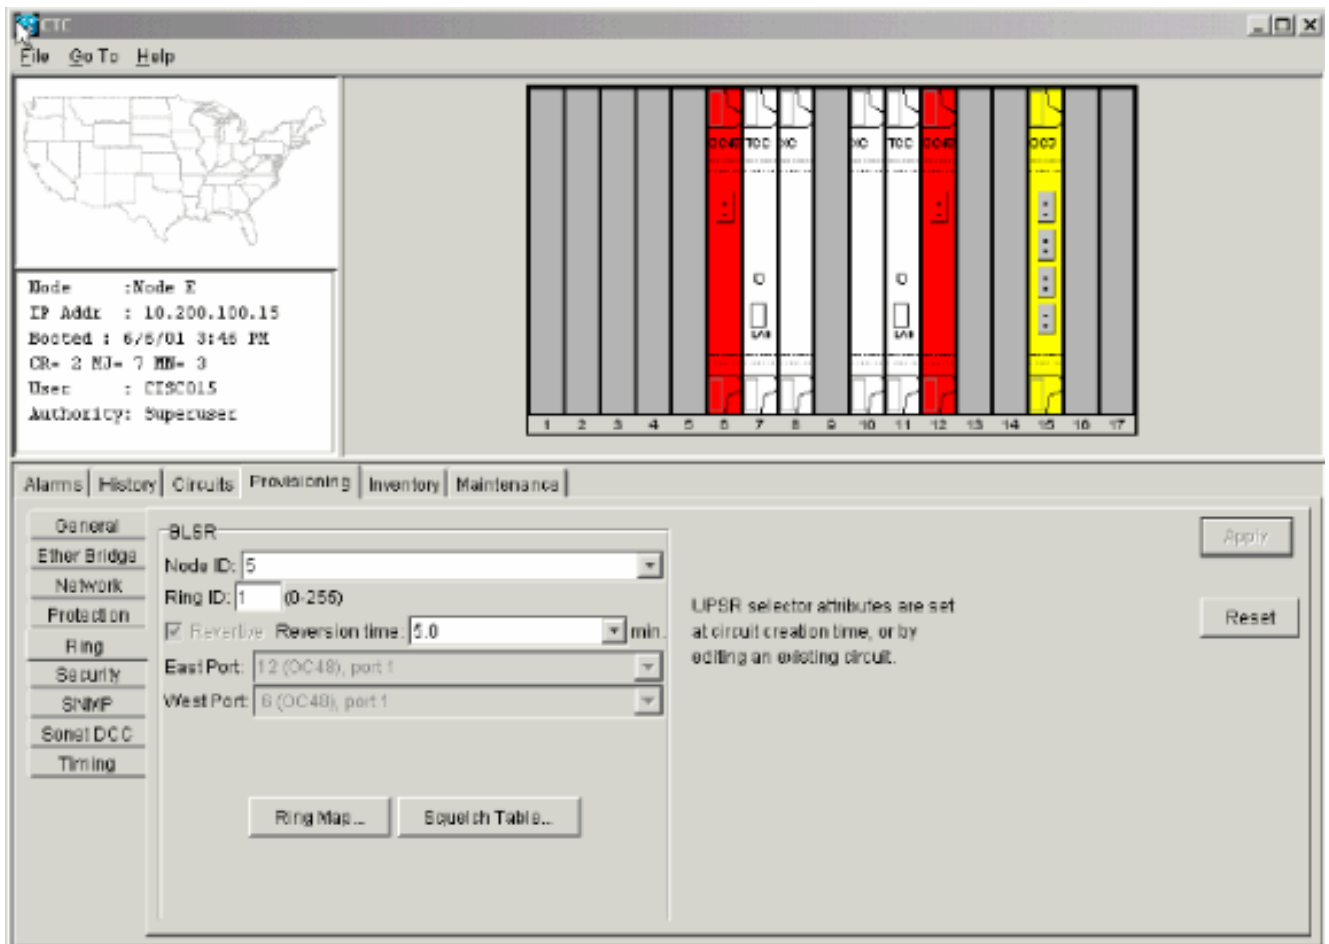 CTC
File Go To Help
OC48 TCC XC XC TCC OC48 OC3
LAN LAN
1 2 3 4 5 6 7 8 9 10 11 12 13 14 15 16 17
Node :Node E
IP Addr : 10.200.100.15
Booted : 6/6/01 3:46 PM
CR= 2 MJ= 7 MN= 3
User : CISCO15
Authority: Superuser
Alarms History Circuits Provisioning Inventory Maintenance
General
Ether Bridge
Network
Protection
Ring
Security
SNMP
Sonet DCC
Timing
BLSR
Node ID: 5
Ring ID: 1 (0-255)
Revertive Reversion time: 5.0 min.
East Port: 12 (OC48), port 1
West Port: 6 (OC48), port 1
Ring Map... Squelch Table...
UPSR selector attributes are set
at circuit creation time, or by
editing an existing circuit.
Apply
Reset